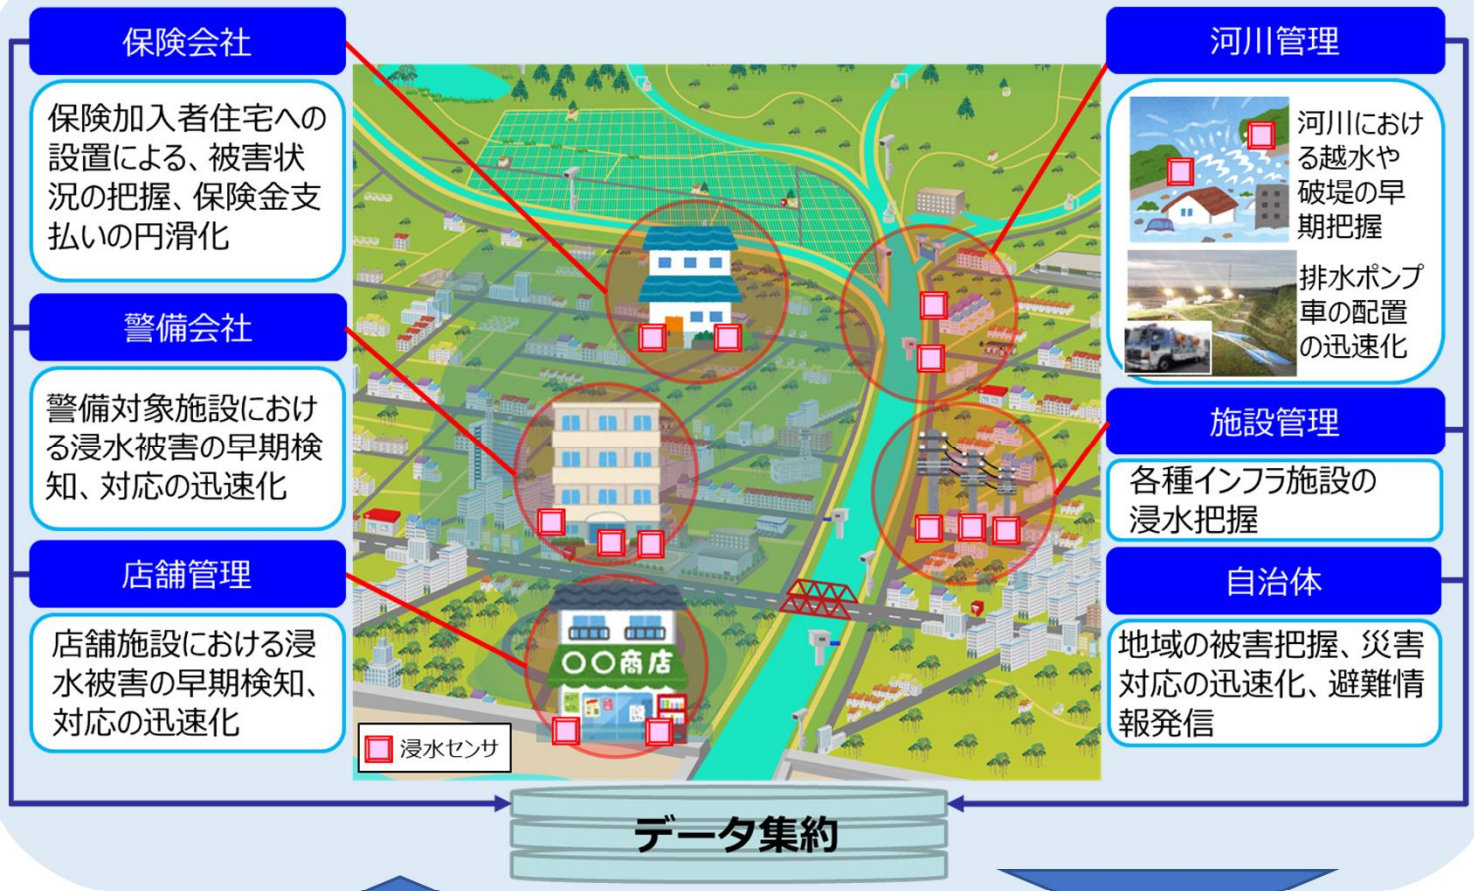 保険会社
保険加入者住宅への
設置による、被害状
況の把握、保険金支
払いの円滑化
警備会社
警備対象施設におけ
る浸水被害の早期検
知、対応の迅速化
店舗管理
店舗施設における浸
水被害の早期検知、
対応の迅速化
〇〇商店
浸水センサ
河川管理
河川におけ
る越水や
破堤の早
期把握
排水ポンプ
車の配置
の迅速化
施設管理
各種インフラ施設の
浸水把握
自治体
地域の被害把握、災害
対応の迅速化、避難情
報発信
データ集約